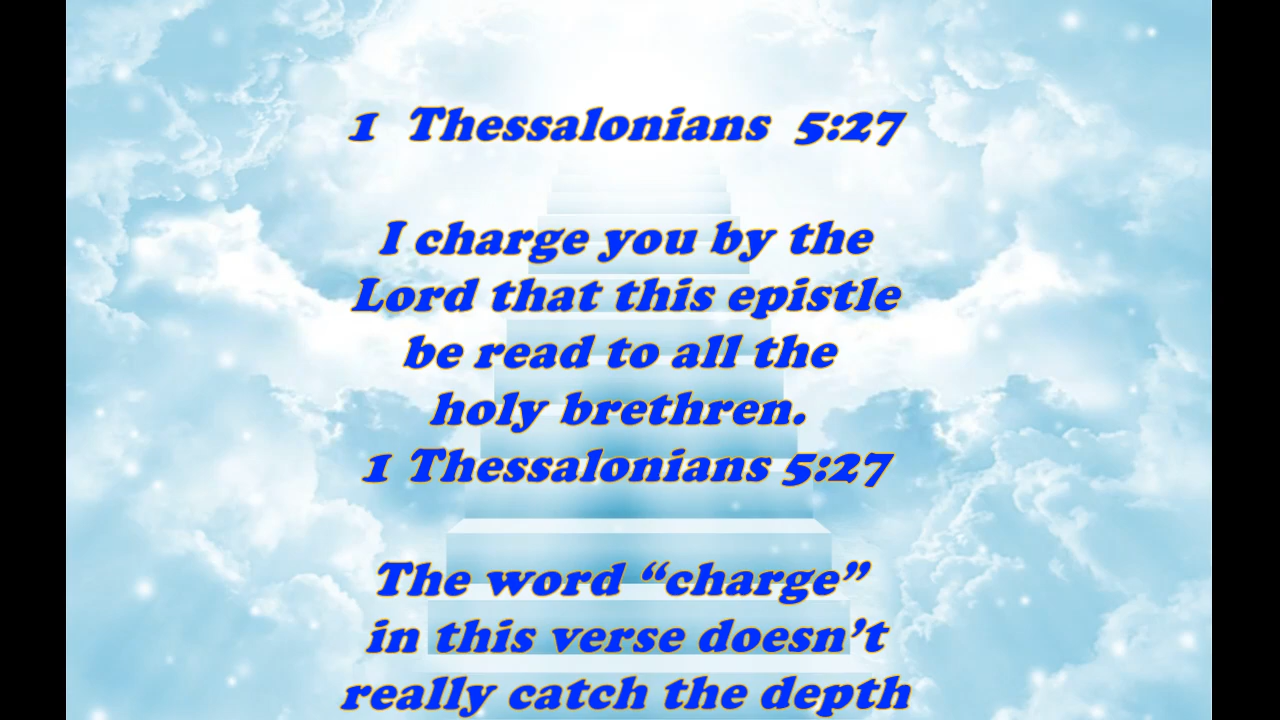 1 Thessalonians 5:27
I charge you by the
Lord that this epistle
be read to all the
holy brethren.
1 Thessalonians 5:27
The word “charge”
in this verse doesn’t
really catch the depth